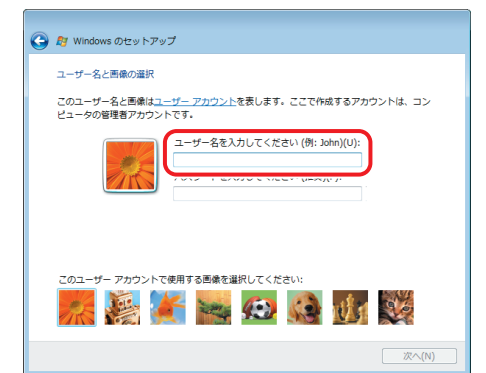 Windows のセットアップ
ユーザー名と画像の選択
このユーザー名と画像はユーザー アカウントを表します。ここで作成するアカウントは、コン
ピュータの管理者アカウントです。
ユーザー名を入力してください (例: John)(U):
このユーザー アカウントで使用する画像を選択してください:
次へ(N)